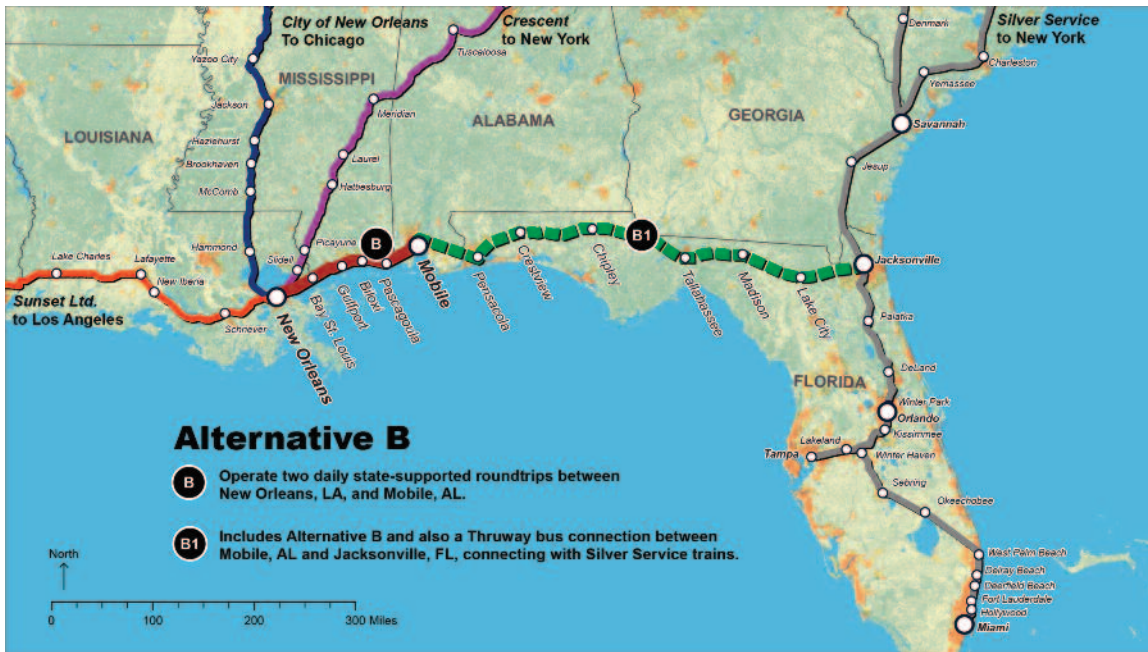 City of New Orleans
To Chicago
Crescent
to New York
Silver Service
to New York
Denmark
Yazoo City
Tuscaloosa
Charleston
MISSISSIPPI
Yemassee
Jackson
Meridian
LOUISIANA
ALABAMA
GEORGIA
Savannah
Hazlehurst
Brookhaven
Laurel
Jesup
McComb
Hattiesburg
Hammond
Picayune
B
B1
Slidell
Lake Charles
Lafayette
New Iberia
Mobile
Pensacola
Crestview
Chipley
Tallahassee
Madison
Lake City
Jacksonville
Sunset Ltd.
to Los Angeles
Schriever
New Orleans
Bay St. Louis
Gulfport
Biloxi
Pascagoula
Palatka
DeLand
FLORIDA
Winter Park
Orlando
Kissimmee
Lakeland
Tampa
Winter Haven
Sebring
Okeechobee
Alternative B
B Operate two daily state-supported roundtrips between
New Orleans, LA, and Mobile, AL.
B1 Includes Alternative B and also a Thruway bus connection between
Mobile, AL and Jacksonville, FL, connecting with Silver Service trains.
West Palm Beach
Delray Beach
Deerfield Beach
Fort Lauderdale
Hollywood
Miami
North
0 100 200 300 Miles